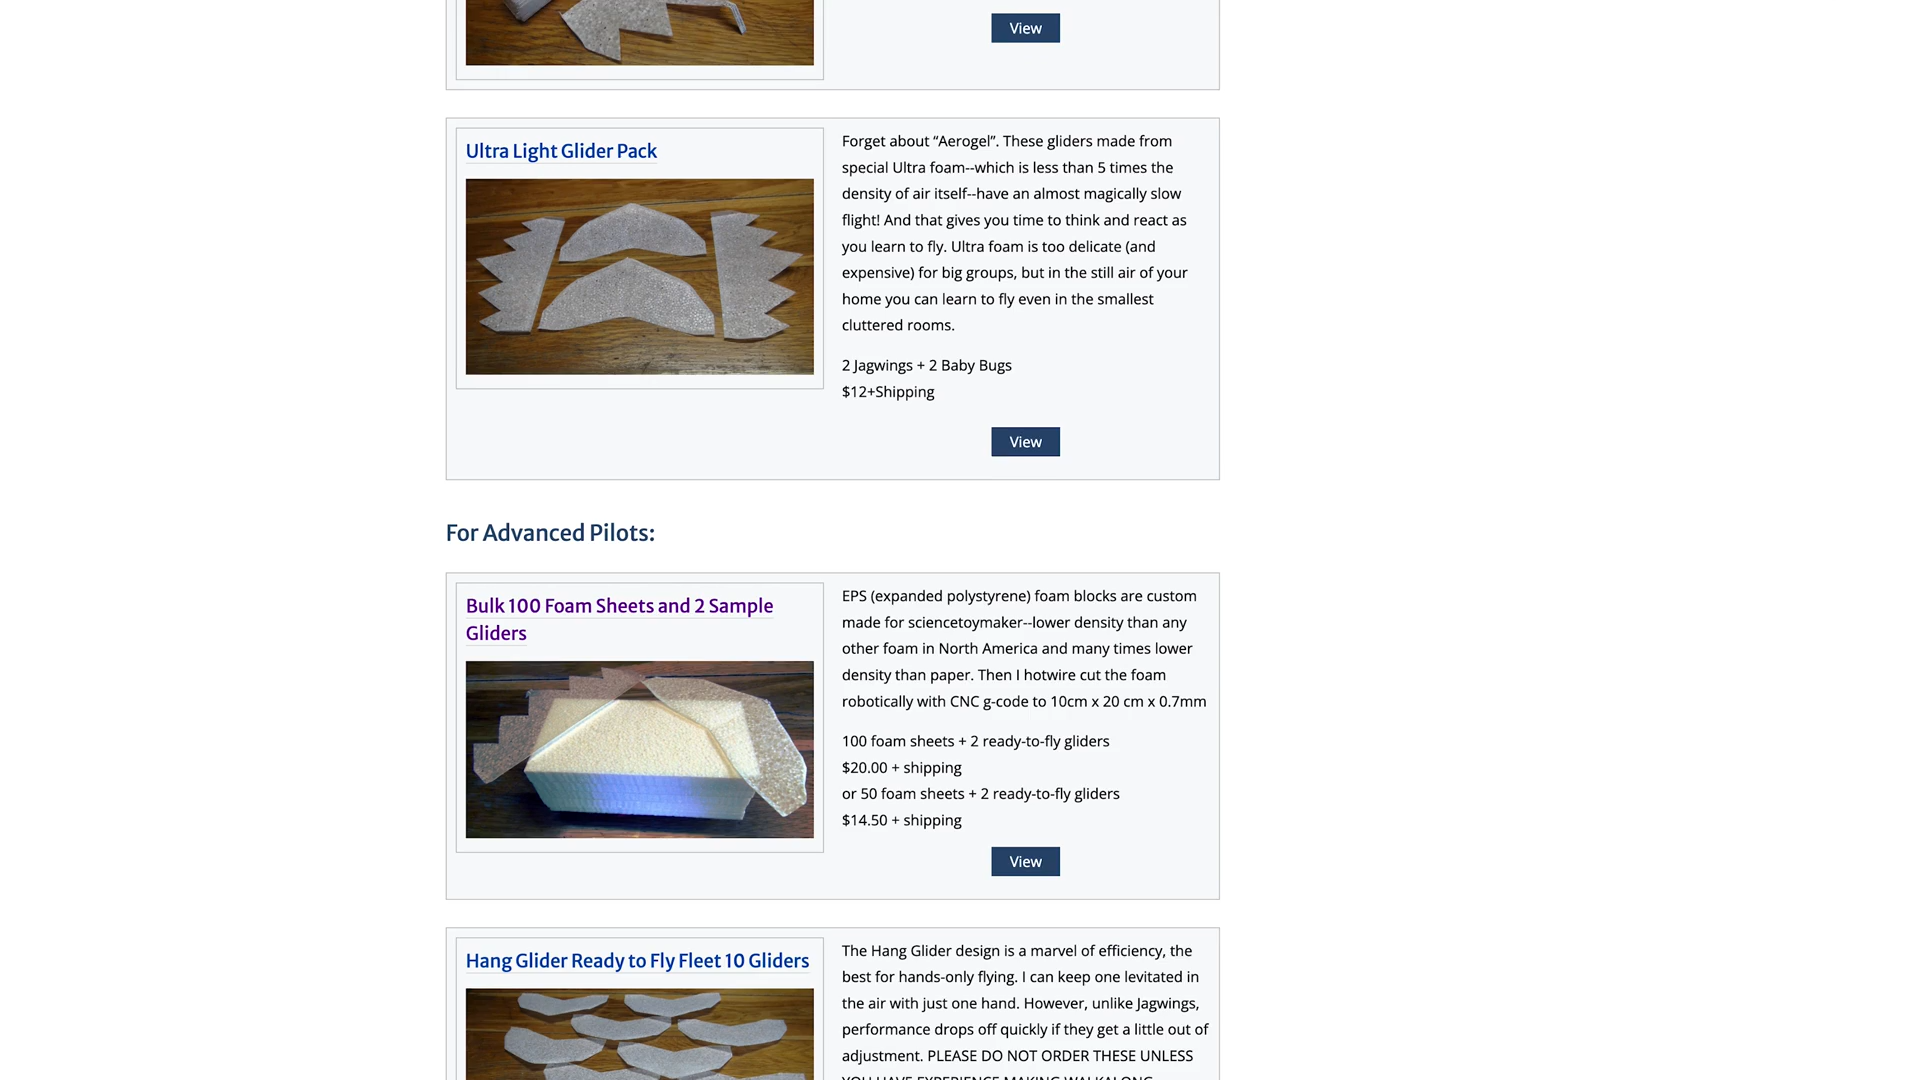 View
Ultra Light Glider Pack
Forget about “Aerogel”. These gliders made from
special Ultra foam--which is less than 5 times the
density of air itself--have an almost magically slow
flight! And that gives you time to think and react as
you learn to fly. Ultra foam is too delicate (and
expensive) for big groups, but in the still air of your
home you can learn to fly even in the smallest
cluttered rooms.
2 Jagwings + 2 Baby Bugs
$12+Shipping
View
For Advanced Pilots:
Bulk 100 Foam Sheets and 2 Sample
Gliders
EPS (expanded polystyrene) foam blocks are custom
made for sciencetoymaker--lower density than any
other foam in North America and many times lower
density than paper. Then I hotwire cut the foam
robotically with CNC g-code to 10cm x 20 cm x 0.7mm
100 foam sheets + 2 ready-to-fly gliders
$20.00 + shipping
or 50 foam sheets + 2 ready-to-fly gliders
$14.50 + shipping
View
Hang Glider Ready to Fly Fleet 10 Gliders
The Hang Glider design is a marvel of efficiency, the
best for hands-only flying. I can keep one levitated in
the air with just one hand. However, unlike Jagwings,
performance drops off quickly if they get a little out of
adjustment. PLEASE DO NOT ORDER THESE UNLESS
YOU HAVE EXPERIENCE MAKING WALKALONG